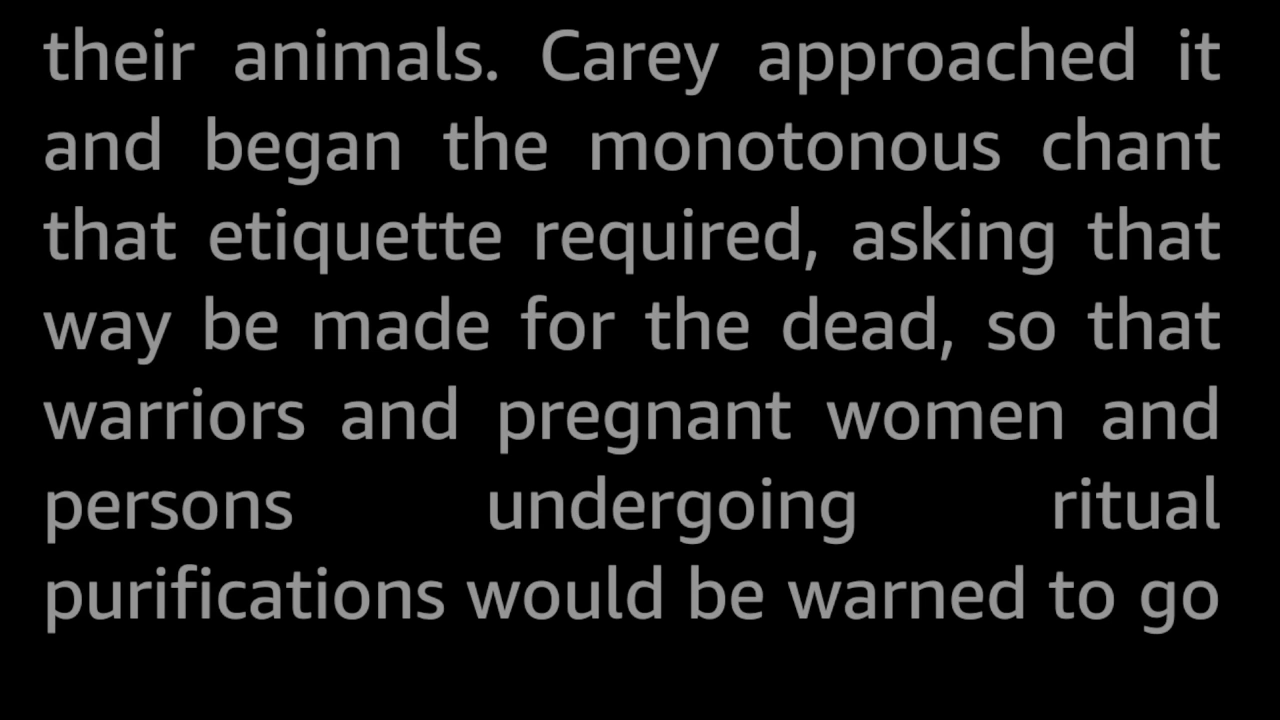 their animals. Carey approached it
and began the monotonous chant
that etiquette required, asking that
way be made for the dead, so that
warriors and pregnant women and
persons undergoing ritual
purifications would be warned to go